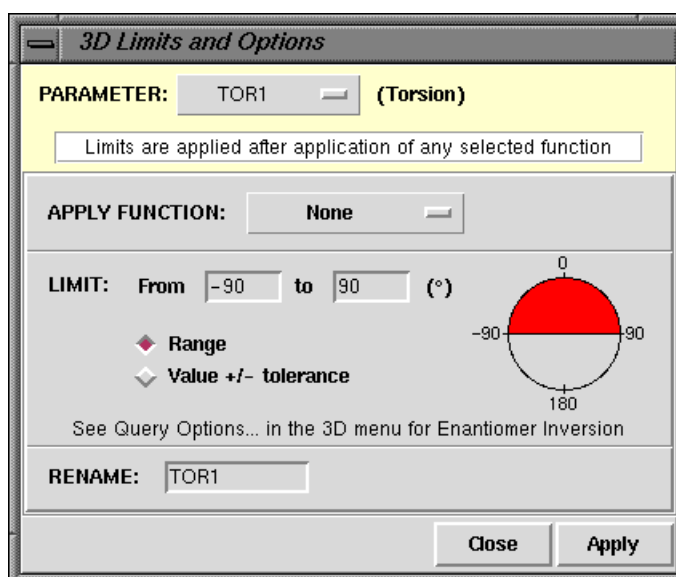 3D Limits and Options
PARAMETER: TOR1 (Torsion)
Limits are applied after application of any selected function
APPLY FUNCTION: None
LIMIT: From -90 to 90 (°)
0
-90 90
180
Range
Value +/- tolerance
See Query Options... in the 3D menu for Enantiomer Inversion
RENAME: TOR1
Close Apply